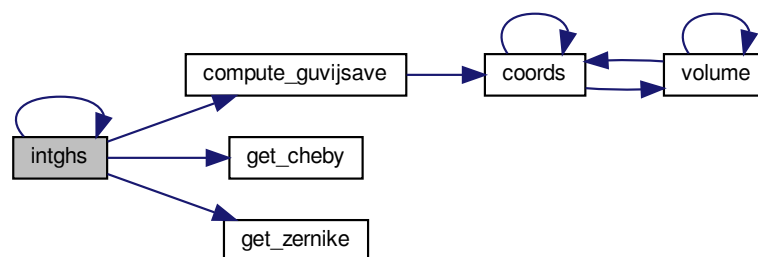 intghs
compute_guvijsave
get_cheby
get_zernike
coords
volume